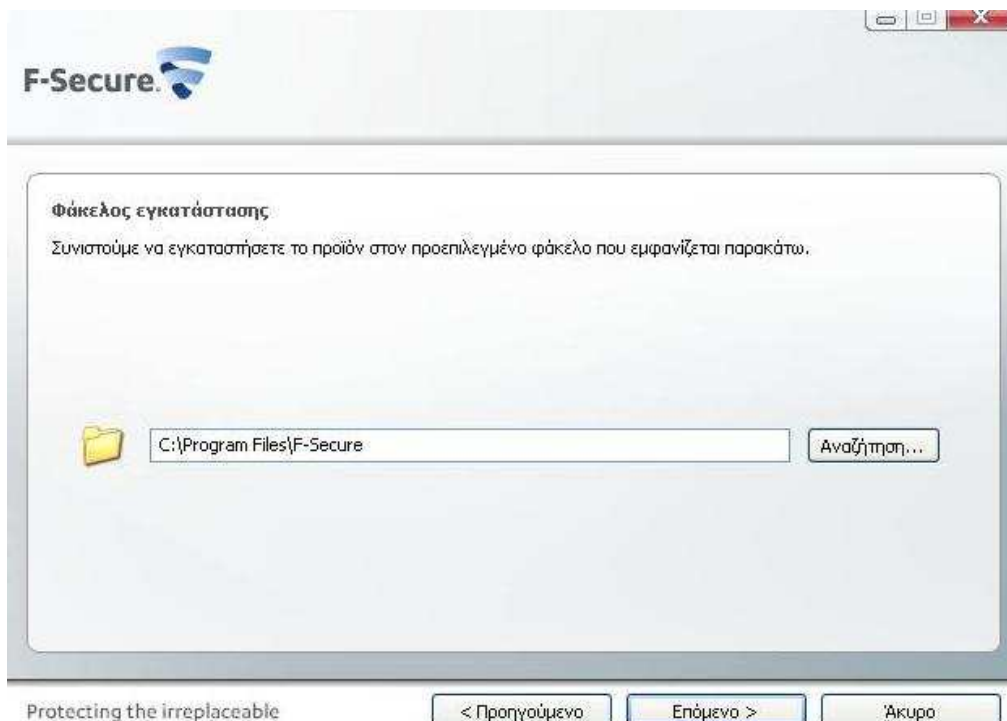 F-Secure.
Φάκελος εγκατάστασης
Συνιστούμε να εγκαταστήσετε το προϊόν στον προεπιλεγμένο φάκελο που εμφανίζεται παρακάτω.
C:\Program Files\F-Secure
Αναζήτηση...
Protecting the irreplaceable
< Προηγούμενο
Επόμενο >
Άκυρο